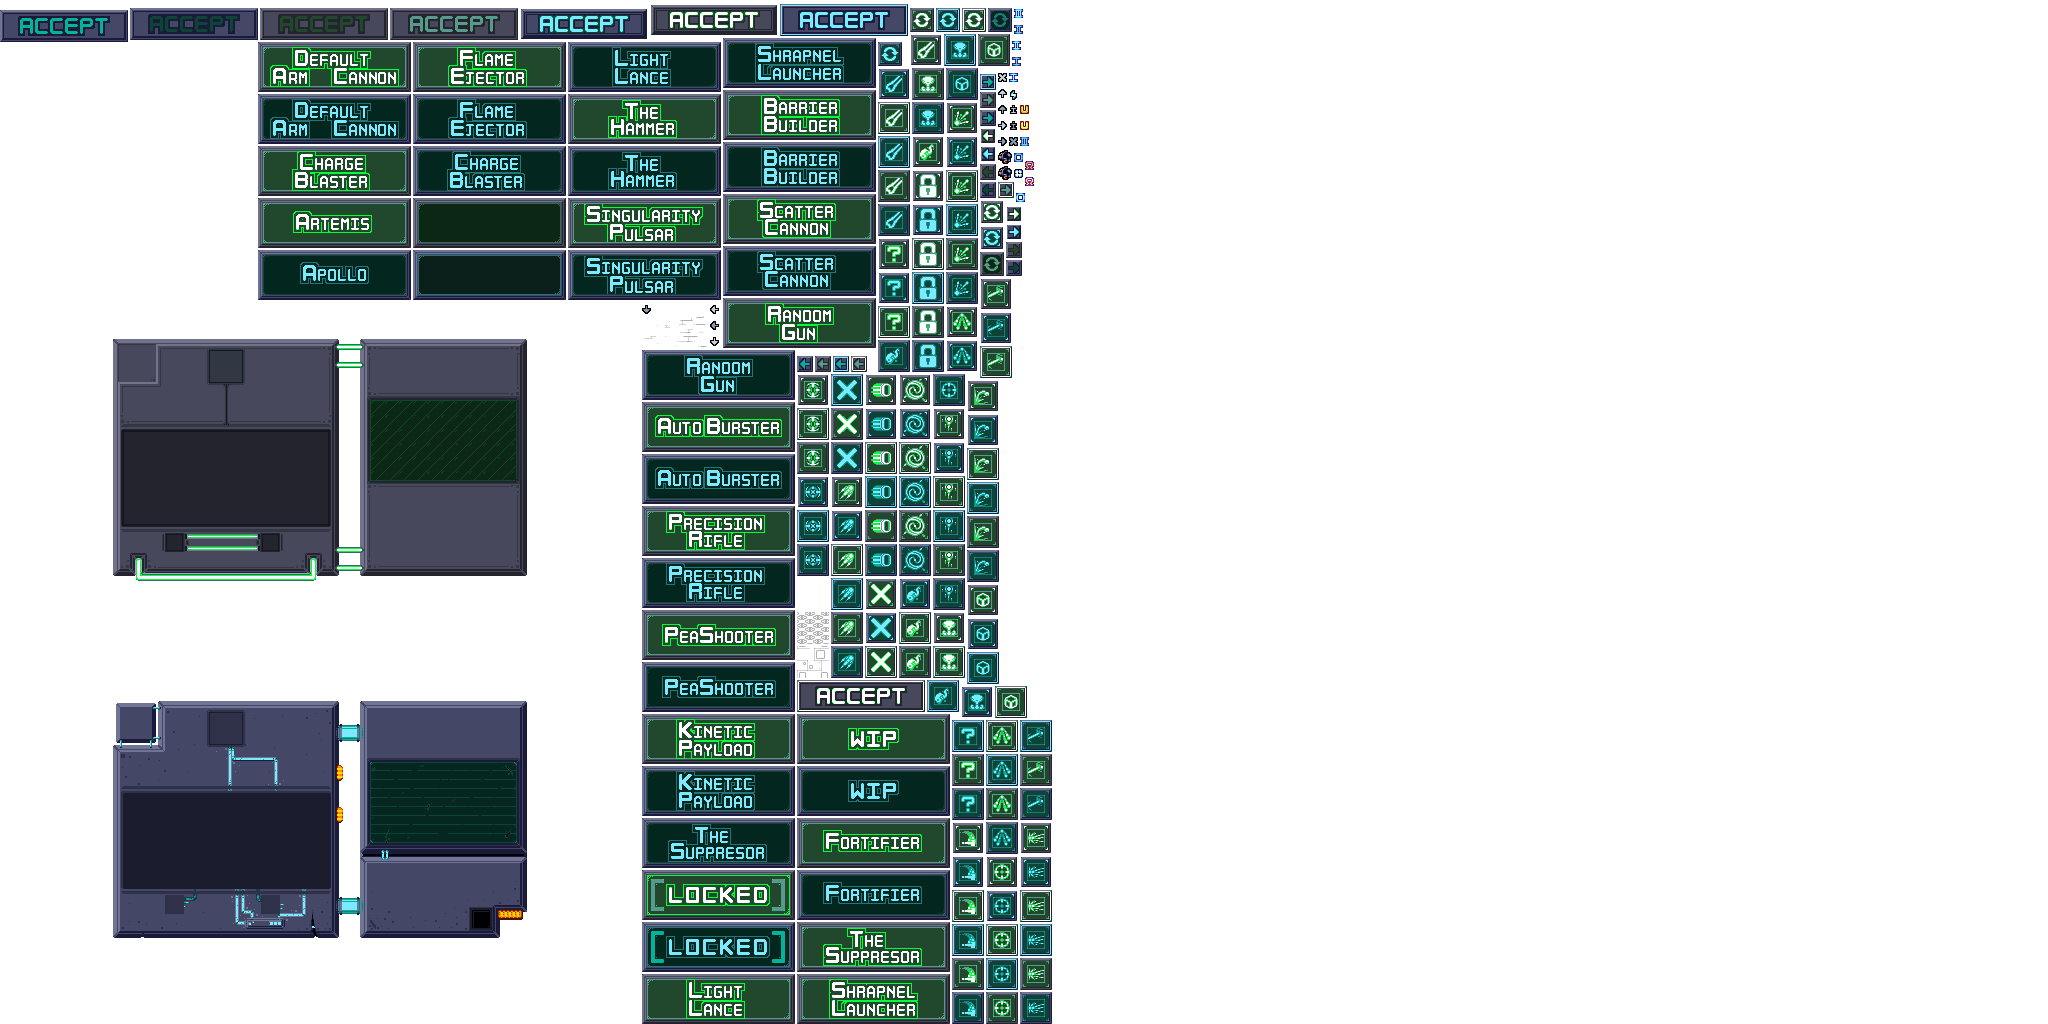 ACCEPT ACCEPT ACCEPT ACCEPT ACCEPT ACCEPT ACCEPT
DEFAULT
ARM CANNON
FLAME
EJECTOR
LIGHT
LANCE
SHRAPNEL
LAUNCHER
DEFAULT
ARM CANNON
FLAME
EJECTOR
THE
HAMMER
BARRIER
BUILDER
CHARGE
BLASTER
CHARGE
BLASTER
THE
HAMMER
BARRIER
BUILDER
ARTEMIS
SINGULARITY
PULSAR
SCATTER
CANNON
APOLLO
SINGULARITY
PULSAR
SCATTER
CANNON
RANDOM
GUN
?
?
?
RANDOM
GUN
AUTO BURSTER
AUTO BURSTER
PRECISION
RIFLE
PRECISION
RIFLE
PEASHOOTER
PEASHOOTER
ACCEPT
KINETIC
PAYLOAD
WIP
?
KINETIC
PAYLOAD
WIP
?
?
THE
SUPPRESOR
FORTIFIER
[LOCKED]
FORTIFIER
[LOCKED]
THE
SUPPRESOR
LIGHT
LANCE
SHRAPNEL
LAUNCHER